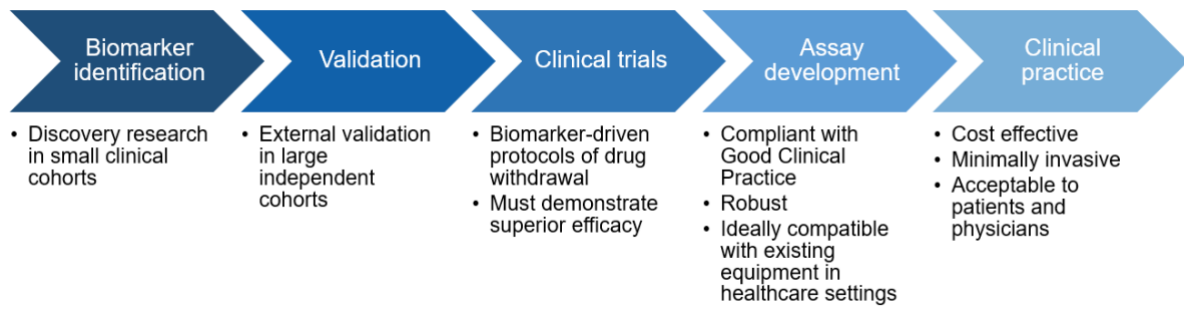 Biomarker
identification
Validation
Clinical trials
Assay
development
Clinical
practice
• Discovery research
in small clinical
cohorts
• External validation
in large
independent
cohorts
• Biomarker-driven
protocols of drug
withdrawal
• Must demonstrate
superior efficacy
• Compliant with
Good Clinical
Practice
• Robust
• Ideally compatible
with existing
equipment in
healthcare settings
• Cost effective
• Minimally invasive
• Acceptable to
patients and
physicians